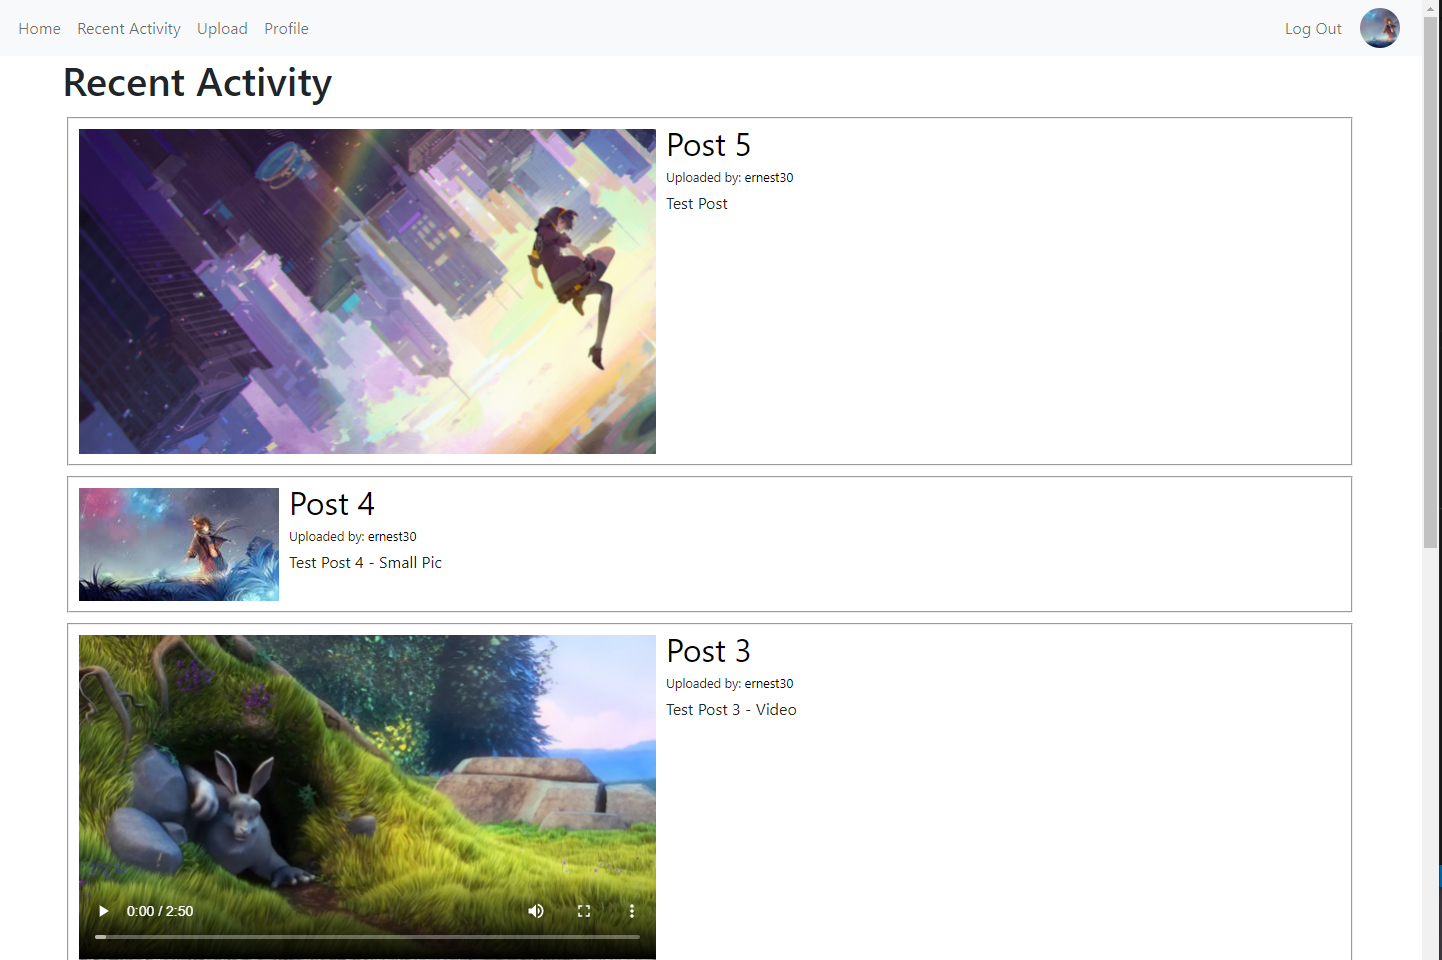 Home Recent Activity Upload Profile Log Out
Recent Activity
Post 5
Uploaded by: ernest30
Test Post
Post 4
Uploaded by: ernest30
Test Post 4 - Small Pic
Post 3
Uploaded by: ernest30
Test Post 3 - Video
0:00 / 2:50